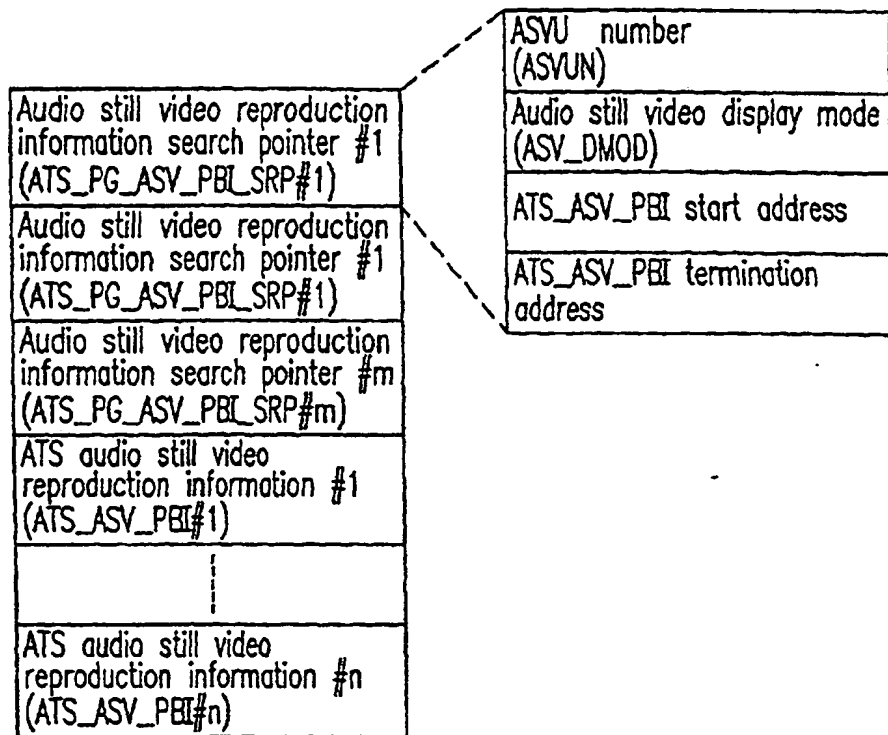 Audio still video reproduction
information search pointer #1
(ATS_PG_ASV_PBI_SRP#1)
Audio still video reproduction
information search pointer #1
(ATS_PG_ASV_PBI_SRP#1)
Audio still video reproduction
information search pointer #m
(ATS_PG_ASV_PBI_SRP#m)
ATS audio still video
reproduction information #1
(ATS_ASV_PBI#1)
ATS audio still video
reproduction information #n
(ATS_ASV_PBI#n)
ASVU number
(ASVUN)
Audio still video display mode
(ASV_DMOD)
ATS_ASV_PBI start address
ATS_ASV_PBI termination
address